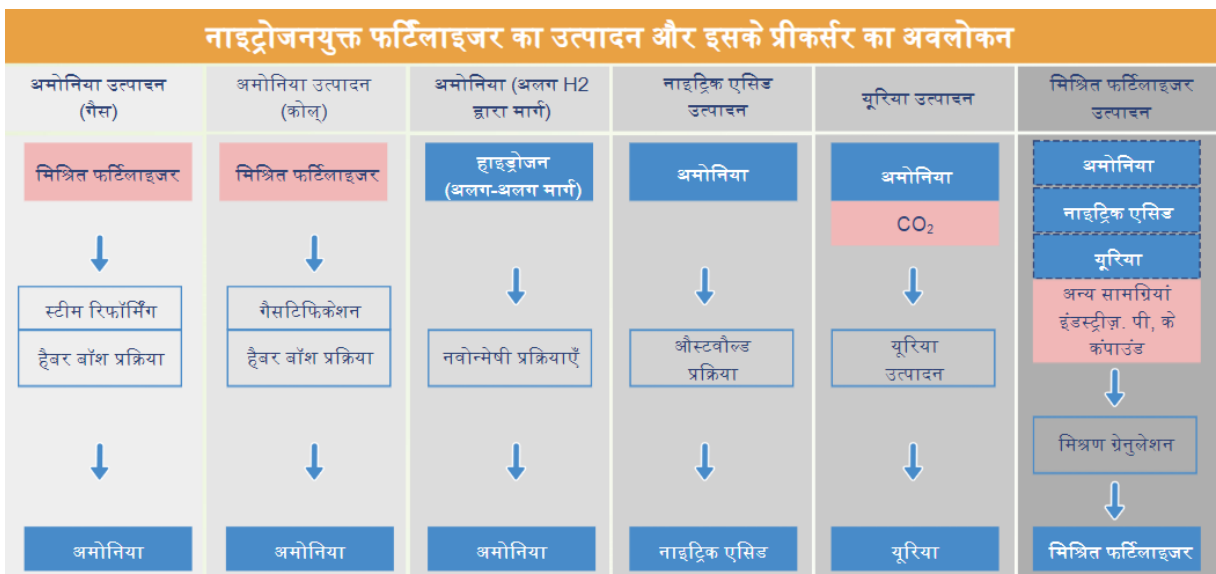 नाइट्रोजनयुक्त फर्टिलाइजर का उत्पादन और इसके प्रीकर्सर का अवलोकन
अमोनिया उत्पादन
(गैस)
मिश्रित फर्टिलाइजर
स्टीम रिफॉर्मिंग
हैबर बॉश प्रक्रिया
अमोनिया
अमोनिया उत्पादन
(कोल्)
मिश्रित फर्टिलाइजर
गैसटिफिकेशन
हैबर बॉश प्रक्रिया
अमोनिया
अमोनिया (अलग H2
द्वारा मार्ग)
हाइड्रोजन
(अलग-अलग मार्ग)
नवोन्मेषी प्रक्रियाएँ
अमोनिया
नाइट्रिक एसिड
उत्पादन
अमोनिया
औस्टवौल्ड
प्रक्रिया
नाइट्रिक एसिड
यूरिया उत्पादन
अमोनिया
CO₂
यूरिया
उत्पादन
यूरिया
मिश्रित फर्टिलाइजर
उत्पादन
अमोनिया
नाइट्रिक एसिड
यूरिया
अन्य सामग्रियां
इंडस्ट्रीज़. पी, के
कंपाउंड
मिश्रण ग्रेनुलेशन
मिश्रित फर्टिलाइजर